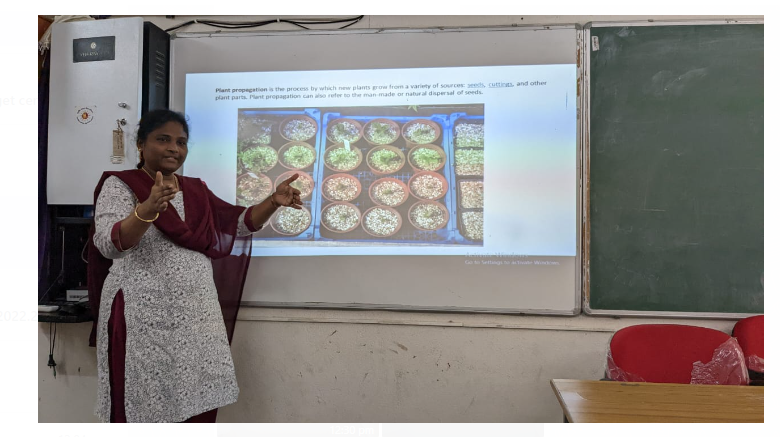 Plant propagation is the process by which new plants grow from a variety of sources: seeds, cuttings, and other
plant parts. Plant propagation can also refer to the man-made or natural dispersal of seeds.
Go to Settings to Activate Windows.